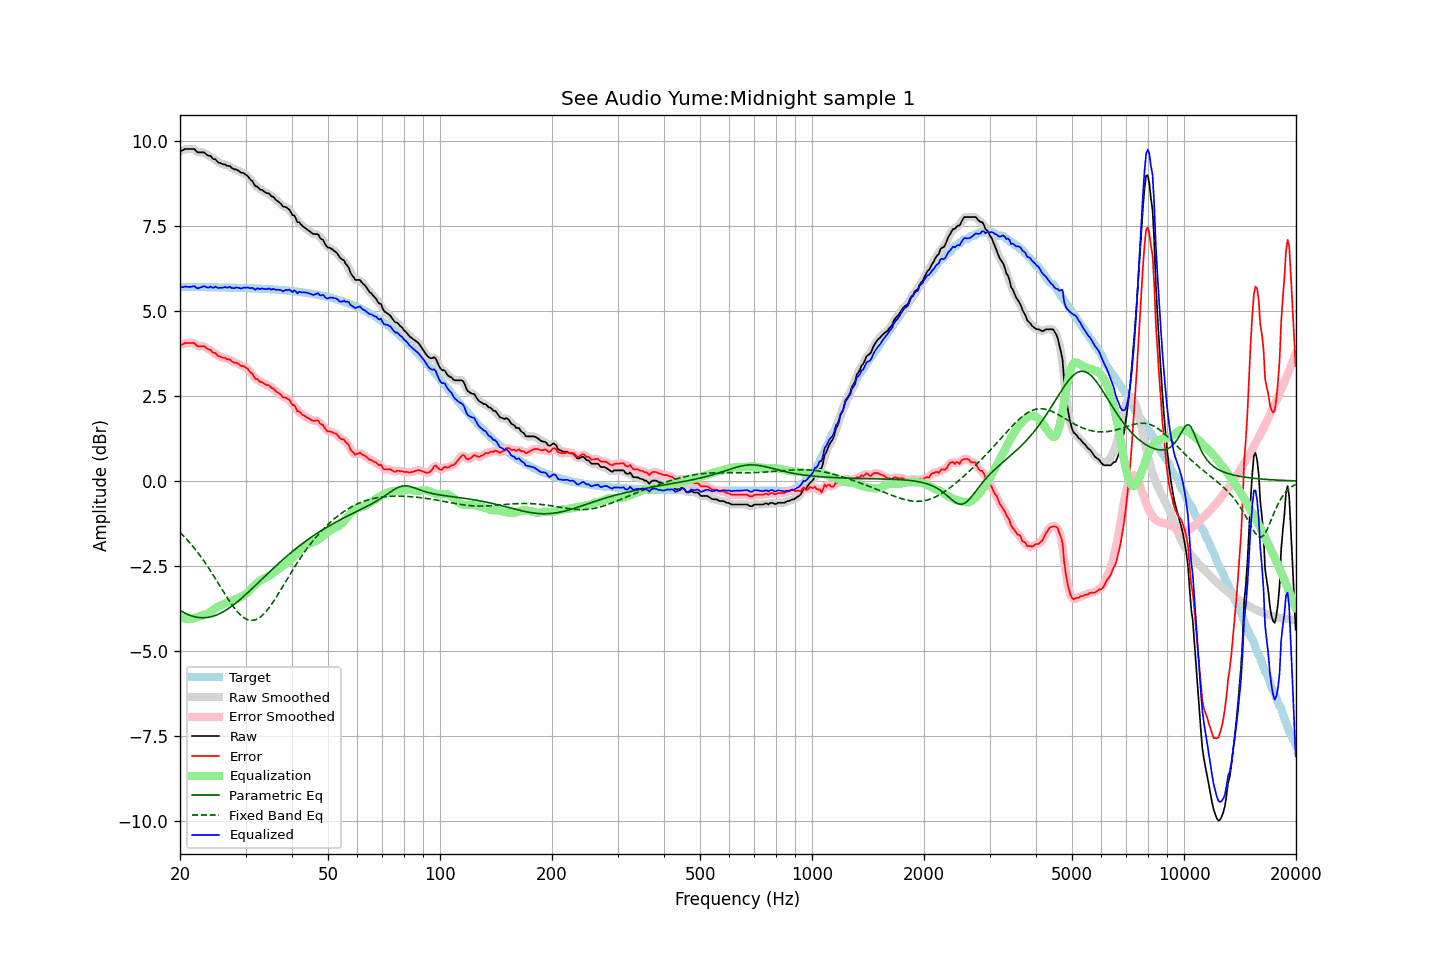 See Audio Yume:Midnight sample 1
Amplitude (dBr)
10.0
7.5
5.0
2.5
0.0
−2.5
−5.0
−7.5
−10.0
Target
Raw Smoothed
Error Smoothed
Raw
Error
Equalization
Parametric Eq
Fixed Band Eq
Equalized
20 50 100 200 500 1000 2000 5000 10000 20000
Frequency (Hz)